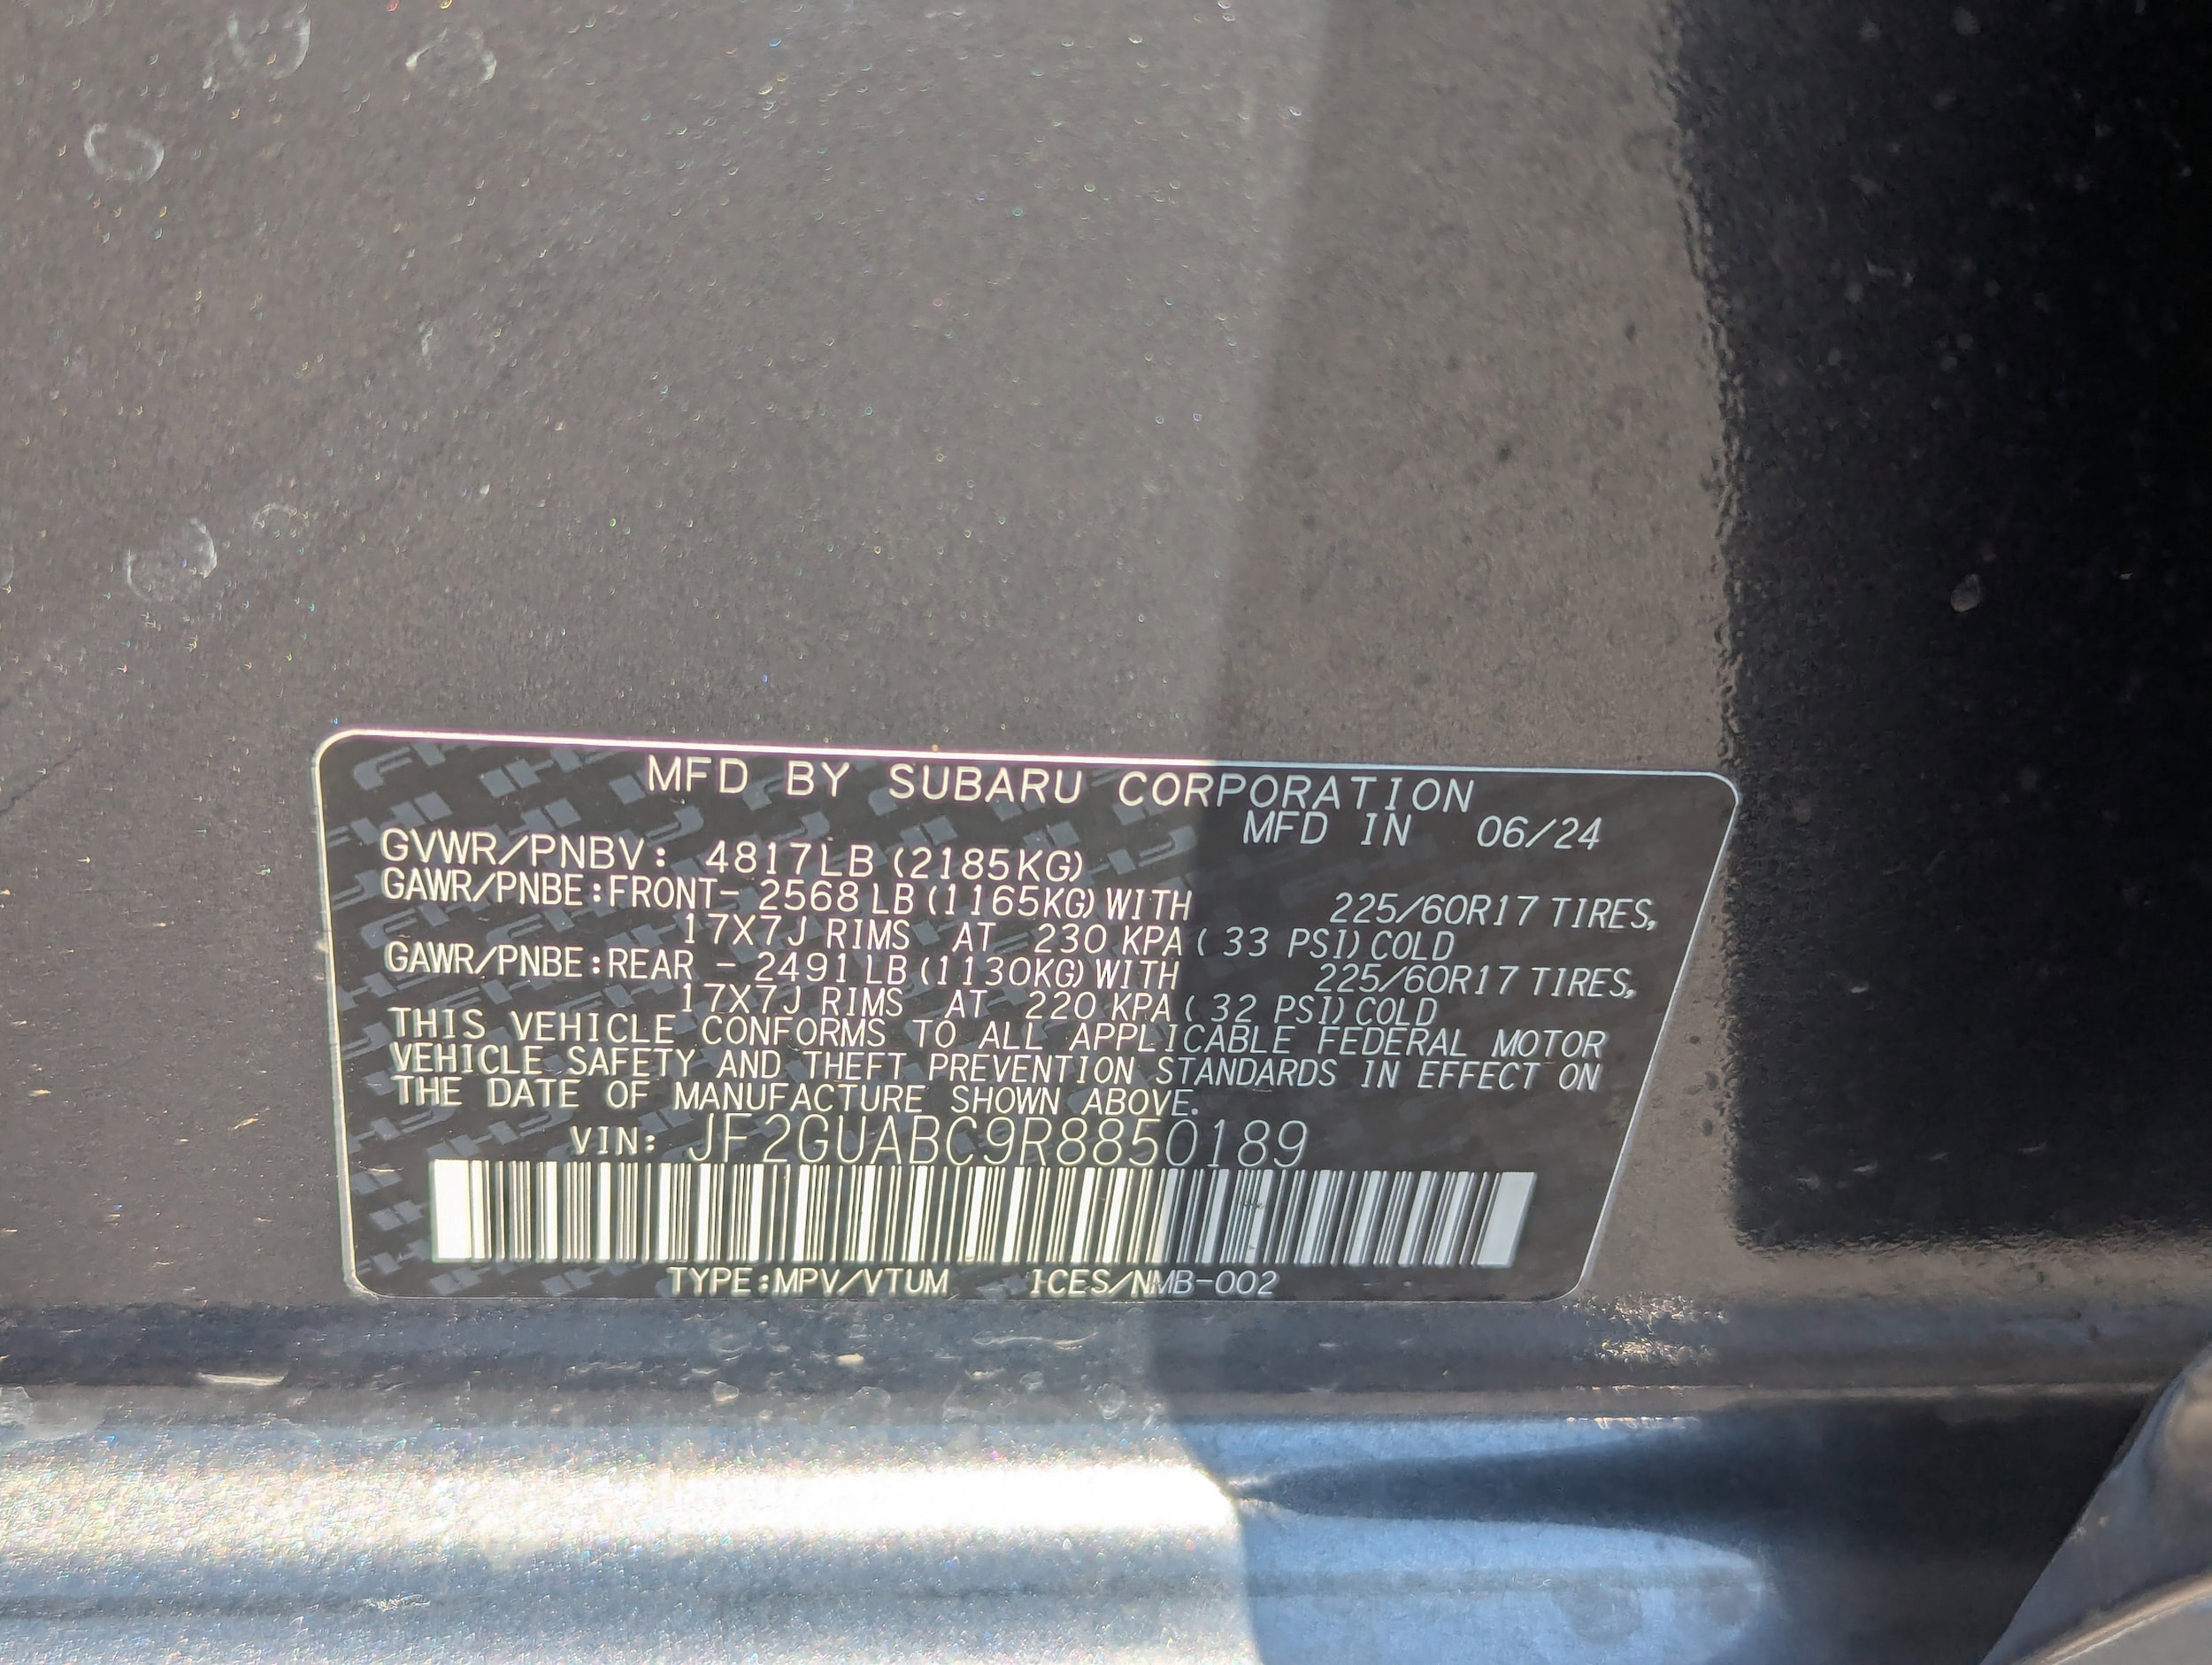 MFD BY SUBARU CORPORATION
MFD IN 06/24
GVWR/PNBV: 4817LB (2185KG)
GAWR/PNBE:FRONT- 2568 LB (1165KG) WITH 225/60R17 TIRES,
17X7J RIMS AT 230 KPA ( 33 PSI) COLD
GAWR/PNBE:REAR - 2491 LB (1130KG) WITH 225/60R17 TIRES,
17X7J RIMS AT 220 KPA ( 32 PSI) COLD
THIS VEHICLE CONFORMS TO ALL APPLICABLE FEDERAL MOTOR
VEHICLE SAFETY AND THEFT PREVENTION STANDARDS IN EFFECT ON
THE DATE OF MANUFACTURE SHOWN ABOVE.
VIN: JF2GUABC9R8850189
TYPE:MPV/VTUM ICES/NMB-002